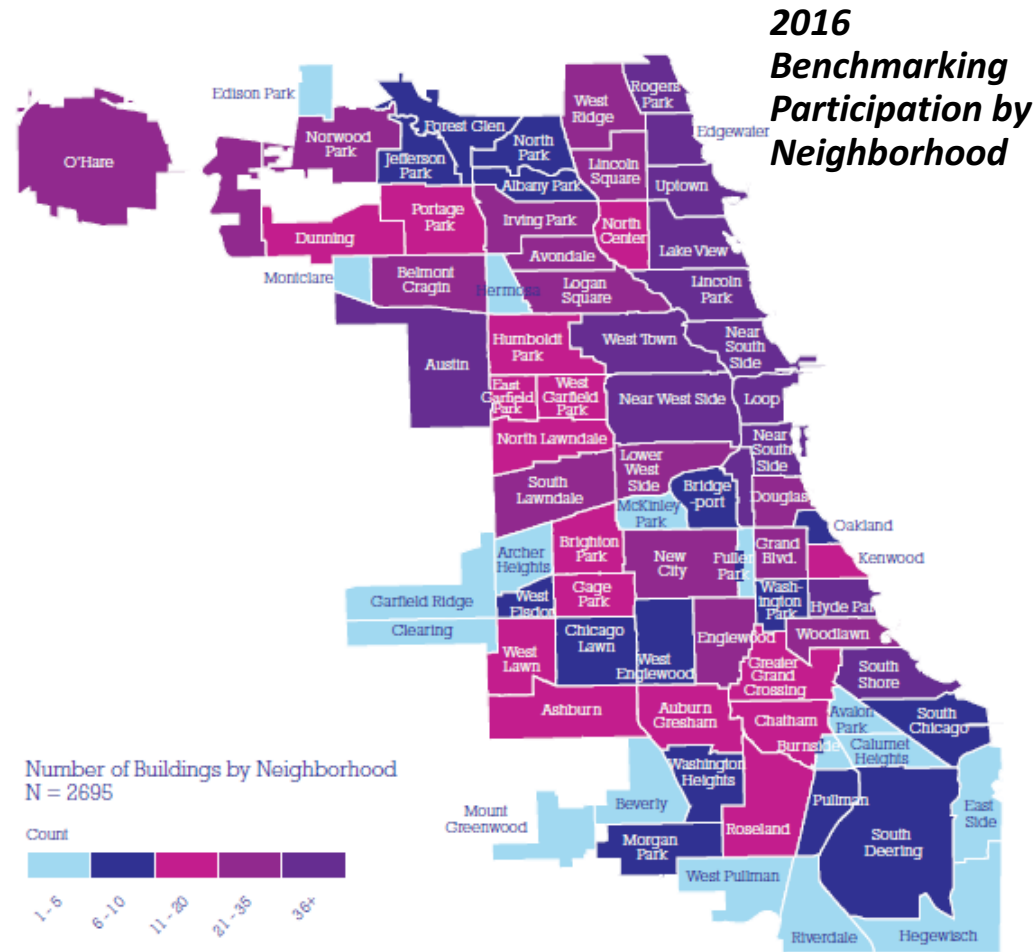 2016
Benchmarking
Participation by
Neighborhood
Edison Park
O'Hare
Norwood
Park
Forest Glen
Jefferson
Park
North
Park
Albany Park
West
Ridge
Rogers
Park
Edgewater
Lincoln
Square
Uptown
Dunning
Portage
Park
Irving Park
North
Center
Lake View
Avondale
Montclare
Belmont
Cragin
Hermosa
Logan
Square
Lincoln
Park
Austin
Humboldt
Park
West Town
Near
South
Side
East
Garfield
Park
West
Garfield
Park
Near West Side
Loop
North Lawndale
Near
South
Side
South
Lawndale
Lower
West
Side
Bridge
-port
Douglas
McKinley
Park
Oakland
Archer
Heights
Brighton
Park
New
City
Fuller
Park
Grand
Blvd.
Kenwood
Garfield Ridge
West
Elsdon
Gage
Park
Wash-
ington
Park
Hyde Par
Clearing
Chicago
Lawn
West
Englewood
Englewood
Woodlawn
West
Lawn
Greater
Grand
Crossing
South
Shore
Ashburn
Auburn
Gresham
Chatham
Avalon
Park
South
Chicago
Burnside
Calumet
Heights
Washington
Heights
Mount
Greenwood
Beverly
Pullman
East
Side
Morgan
Park
Roseland
South
Deering
West Pullman
Riverdale
Hegewisch
Number of Buildings by Neighborhood
N = 2695
Count
1 - 5
6 - 10
11 - 20
21 - 35
36+